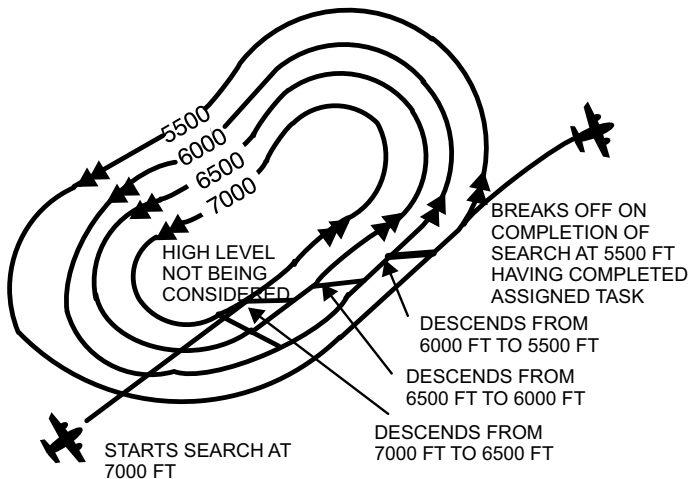 5500
6000
6500
7000
HIGH LEVEL
NOT BEING
CONSIDERED
BREAKS OFF ON
COMPLETION OF
SEARCH AT 5500 FT
HAVING COMPLETED
ASSIGNED TASK
DESCENDS FROM
6000 FT TO 5500 FT
DESCENDS FROM
6500 FT TO 6000 FT
DESCENDS FROM
7000 FT TO 6500 FT
STARTS SEARCH AT
7000 FT